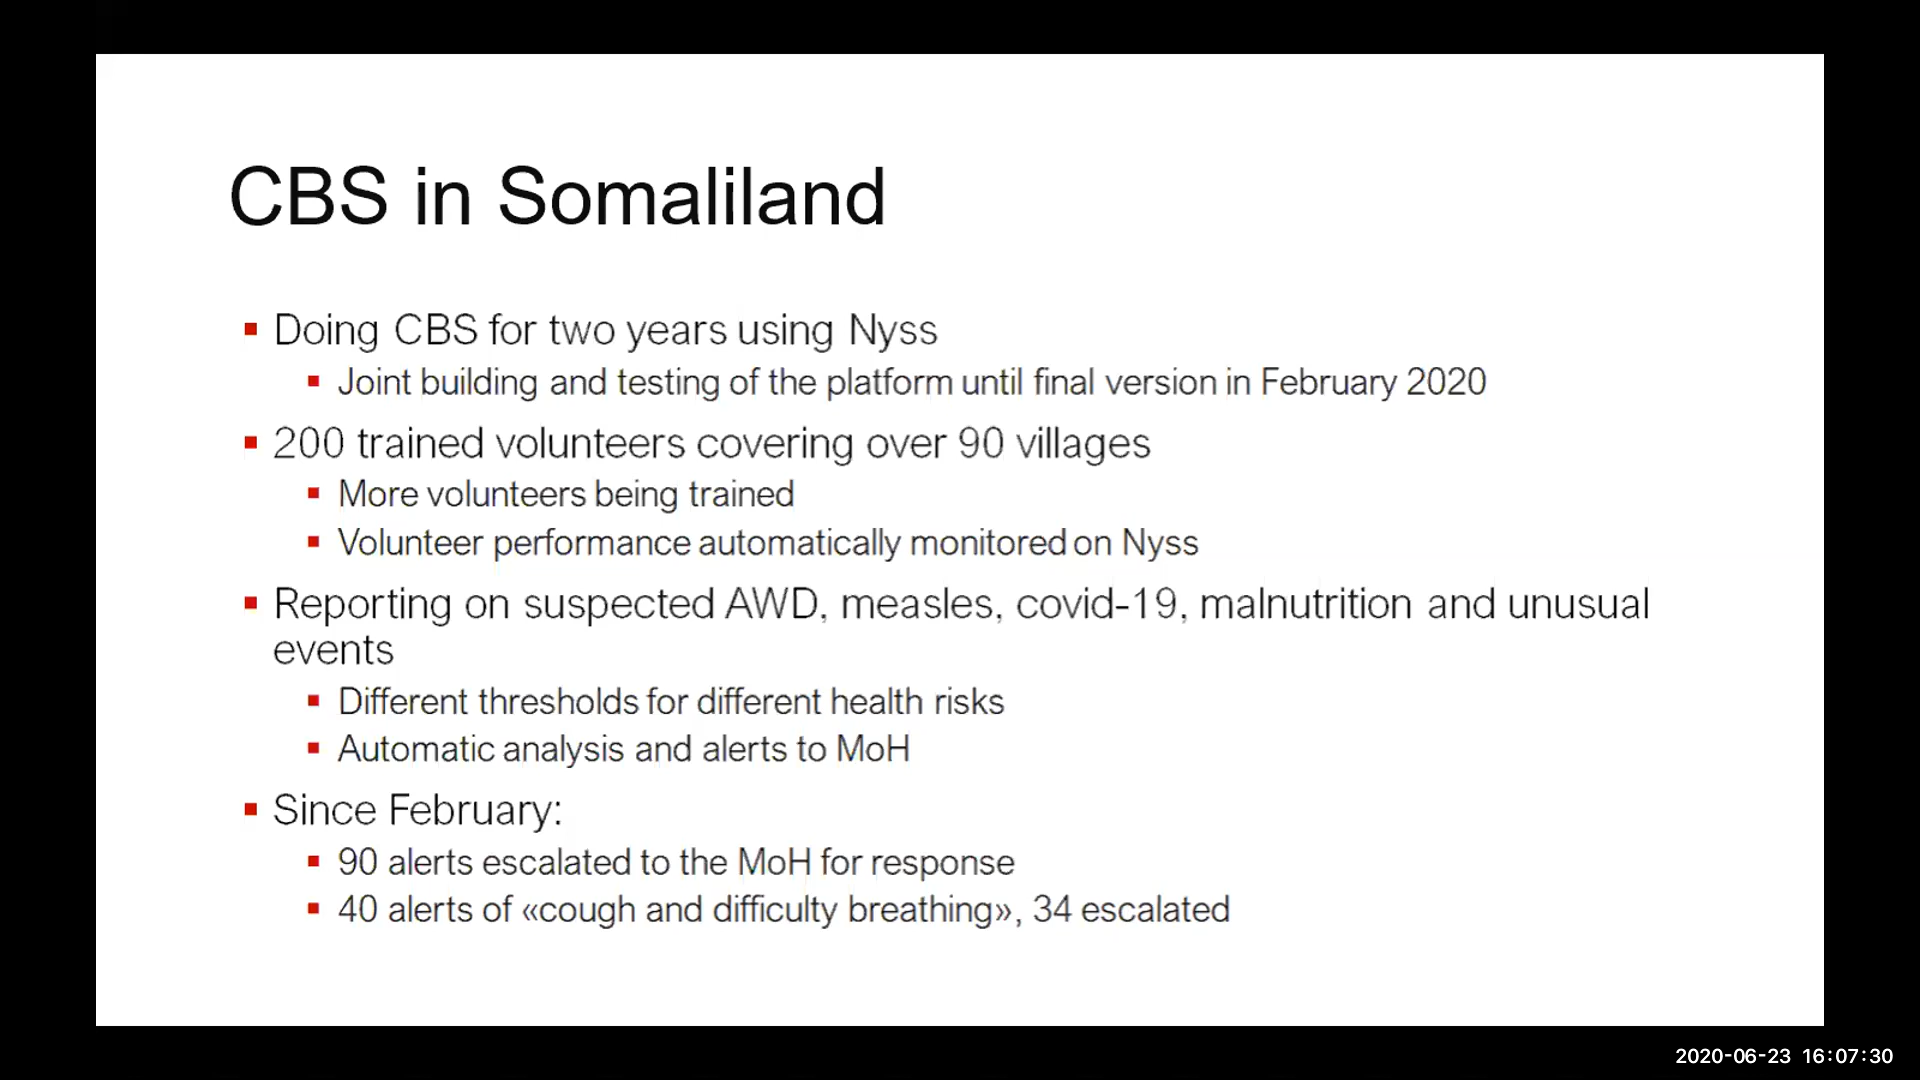 CBS in Somaliland
▪ Doing CBS for two years using Nyss
▪ Joint building and testing of the platform until final version in February 2020
▪ 200 trained volunteers covering over 90 villages
▪ More volunteers being trained
▪ Volunteer performance automatically monitored on Nyss
▪ Reporting on suspected AWD, measles, covid-19, malnutrition and unusual
events
▪ Different thresholds for different health risks
▪ Automatic analysis and alerts to MoH
▪ Since February:
▪ 90 alerts escalated to the MoH for response
▪ 40 alerts of «cough and difficulty breathing», 34 escalated
2020-06-23 16:07:30